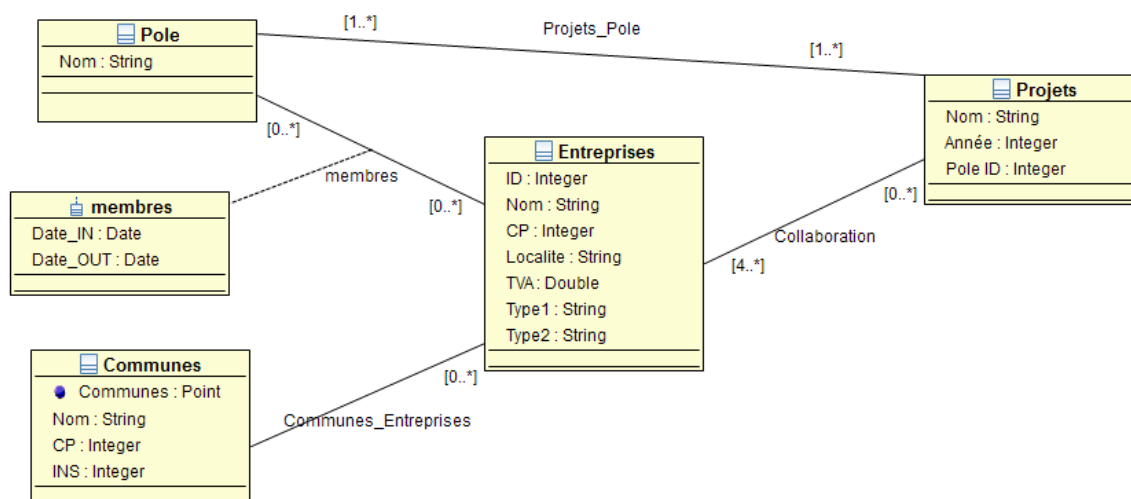 Pole
Nom : String
[1..*]
Projets_Pole
[1..*]
Projets
Nom : String
Année : Integer
Pole ID : Integer
[0..*]
membres
[0..*]
membres
Date_IN : Date
Date_OUT : Date
Entreprises
ID : Integer
Nom : String
CP : Integer
Localite : String
TVA : Double
Type1 : String
Type2 : String
[0..*]
Collaboration
[4..*]
Communes
Communes : Point
Nom : String
CP : Integer
INS : Integer
[0..*]
Communes_Entreprises